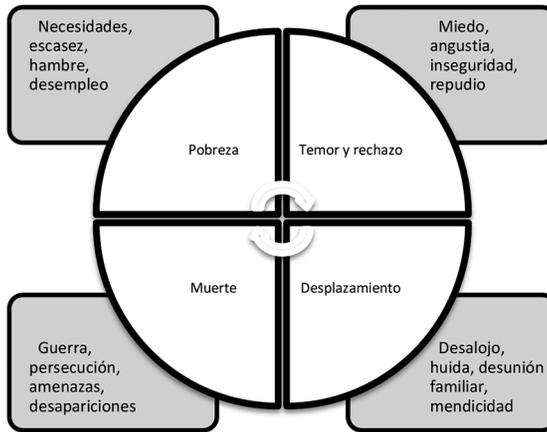 Necesidades,
escasez,
hambre,
desempleo
Miedo,
angustia,
inseguridad,
repudio
Pobreza
Temor y rechazo
Muerte
Desplazamiento
Guerra,
persecución,
amenazas,
desapariciones
Desalojo,
huida, desunión
familiar,
mendicidad